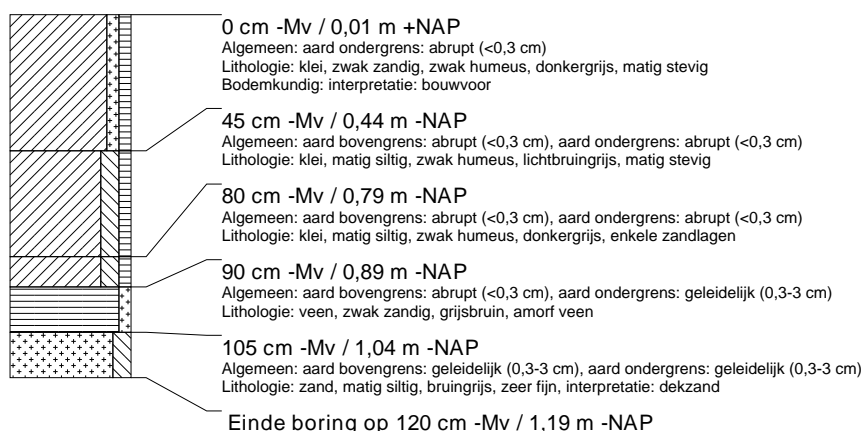 0 cm -Mv / 0,01 m +NAP
Algemeen: aard ondergrens: abrupt (<0,3 cm)
Lithologie: klei, zwak zandig, zwak humeus, donkergrijs, matig stevig
Bodemkundig: interpretatie: bouwvoor
45 cm -Mv / 0,44 m -NAP
Algemeen: aard bovengrens: abrupt (<0,3 cm), aard ondergrens: abrupt (<0,3 cm)
Lithologie: klei, matig siltig, zwak humeus, lichtbruingrijs, matig stevig
80 cm -Mv / 0,79 m -NAP
Algemeen: aard bovengrens: abrupt (<0,3 cm), aard ondergrens: abrupt (<0,3 cm)
Lithologie: klei, matig siltig, zwak humeus, donkergrijs, enkele zandlagen
90 cm -Mv / 0,89 m -NAP
Algemeen: aard bovengrens: abrupt (<0,3 cm), aard ondergrens: geleidelijk (0,3-3 cm)
Lithologie: veen, zwak zandig, grijsbruin, amorf veen
105 cm -Mv / 1,04 m -NAP
Algemeen: aard bovengrens: geleidelijk (0,3-3 cm), aard ondergrens: geleidelijk (0,3-3 cm)
Lithologie: zand, matig siltig, bruingrijs, zeer fijn, interpretatie: dekzand
Einde boring op 120 cm -Mv / 1,19 m -NAP